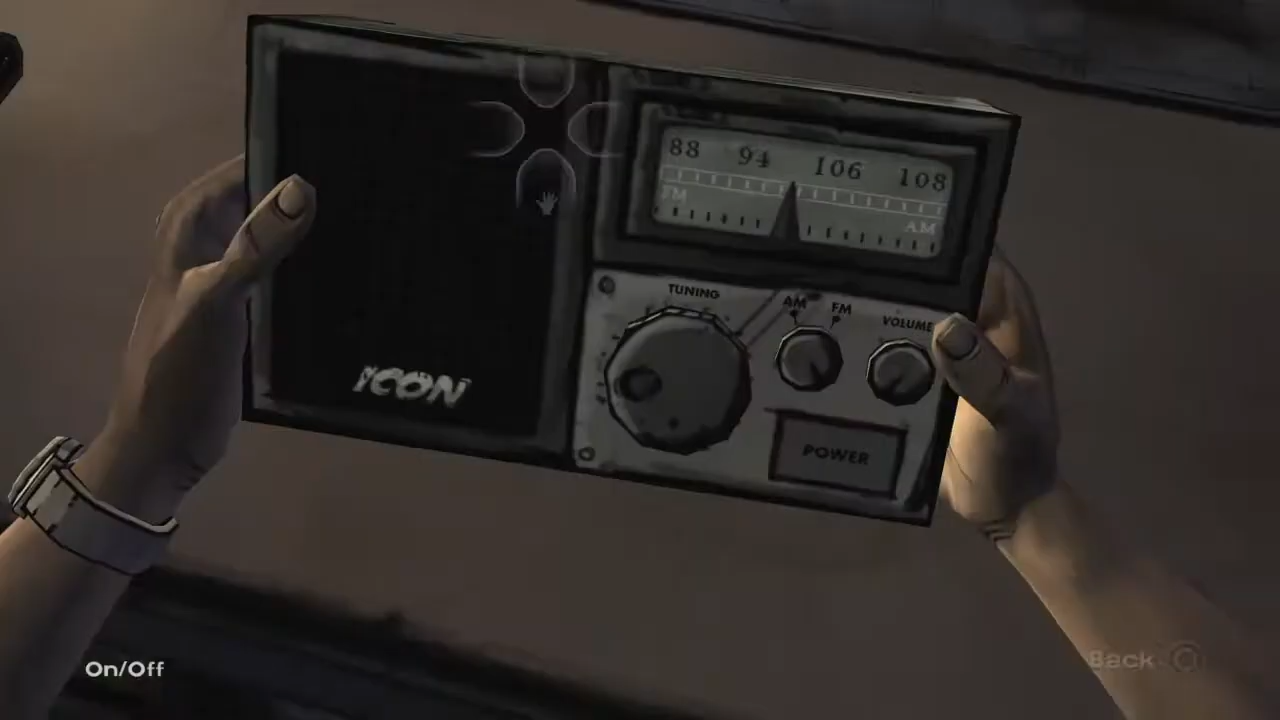 88 94 106 108
FM
AM
TUNING
AM FM
VOLUME
ICON
POWER
On/Off
Back